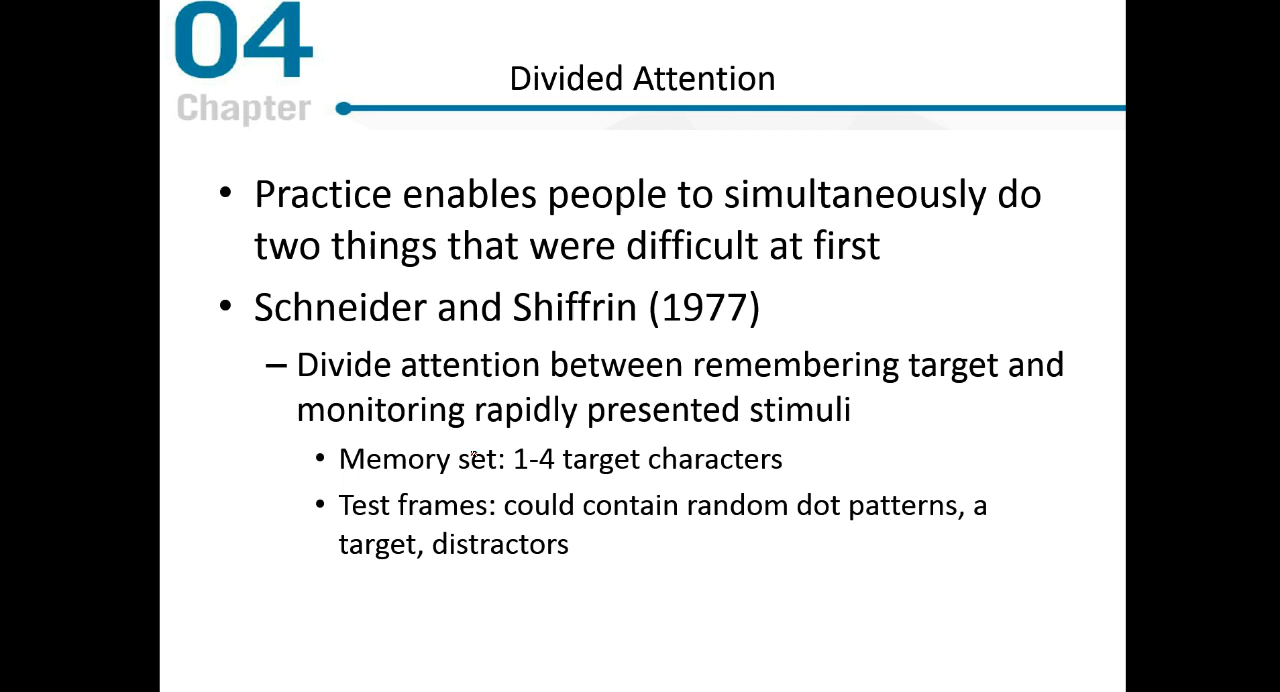 04
Chapter
Divided Attention
• Practice enables people to simultaneously do
two things that were difficult at first
• Schneider and Shiffrin (1977)
– Divide attention between remembering target and
monitoring rapidly presented stimuli
• Memory set: 1-4 target characters
• Test frames: could contain random dot patterns, a
target, distractors